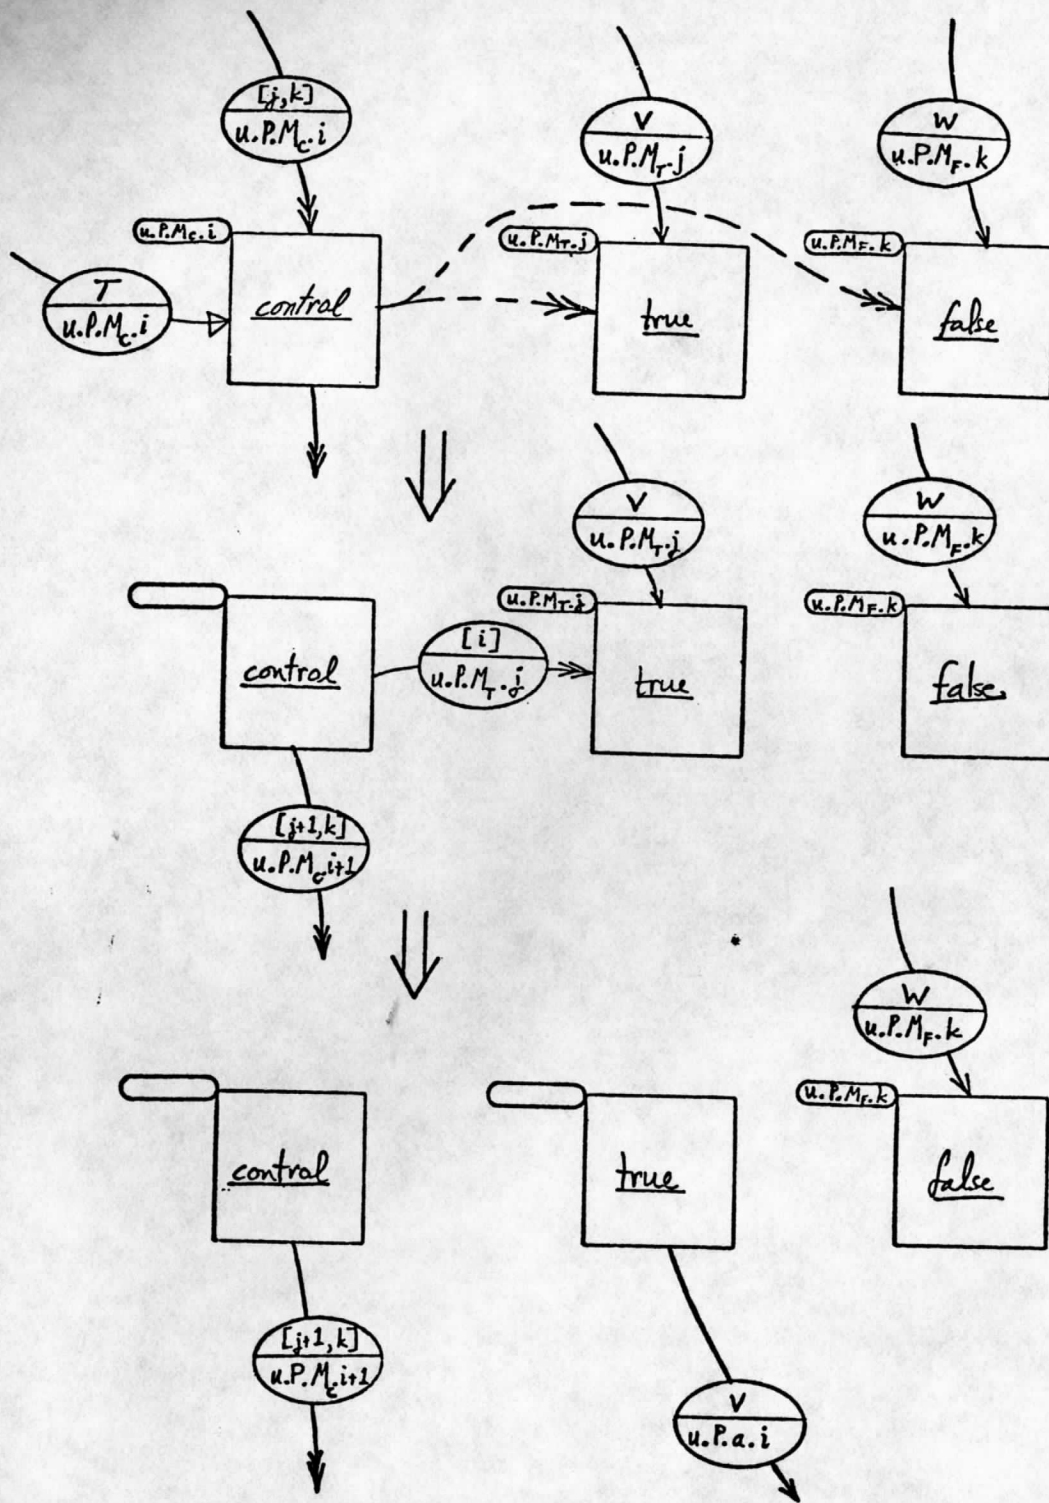 [j,k]
u.P.M_C.i
V
u.P.M_T.j
W
u.P.M_F.k
u.P.M_C.i
u.P.M_T.j
u.P.M_F.k
T
u.P.M_C.i
control
true
false
V
u.P.M_T.j
W
u.P.M_F.k
u.P.M_T.j
u.P.M_F.k
[i]
u.P.M_T.j
control
true
false
[j+1,k]
u.P.M_C.i+1
W
u.P.M_F.k
u.P.M_F.k
control
true
false
[j+1,k]
u.P.M_C.i+1
V
u.P.a.i